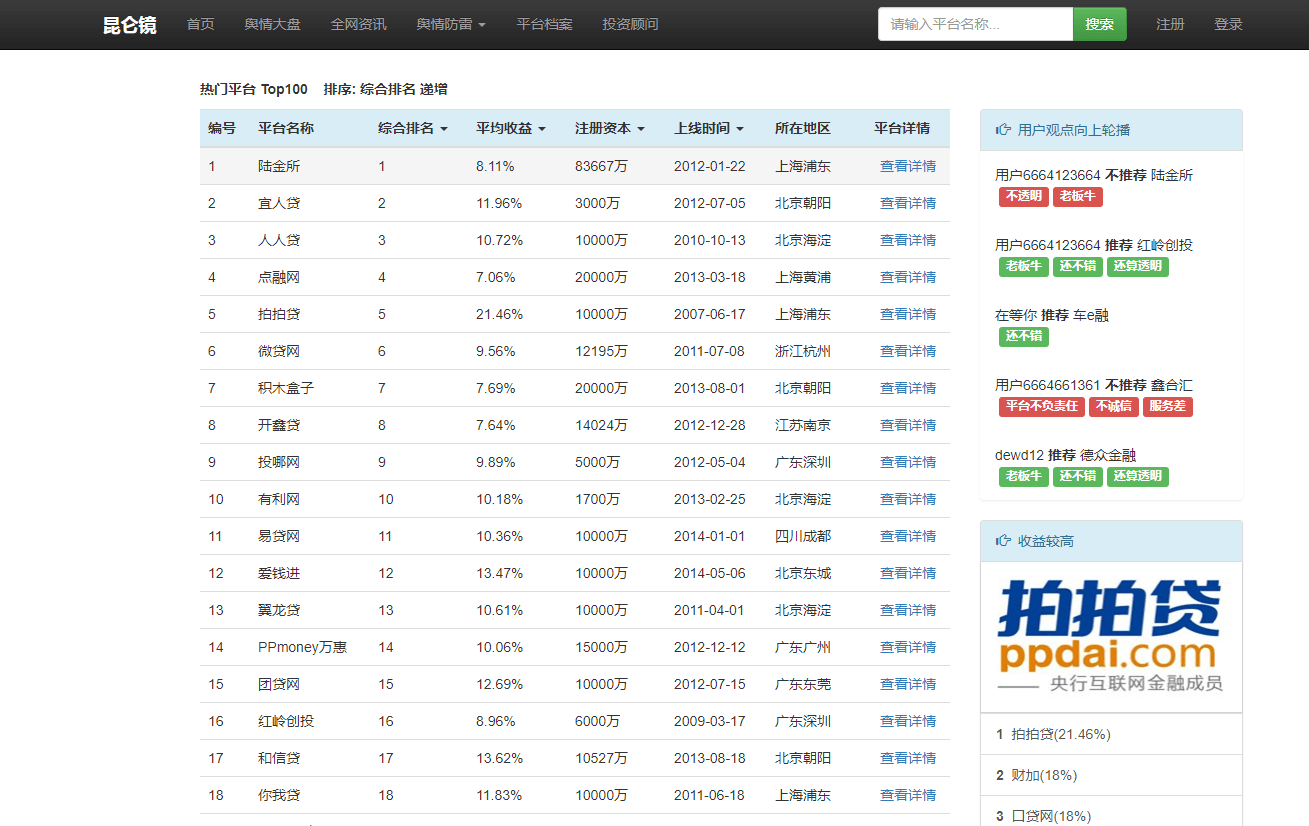 昆仑镜 首页 舆情大盘 全网资讯 舆情防雷 平台档案 投资顾问 请输入平台名称... 搜索 注册 登录
热门平台 Top100 排序: 综合排名 递增
编号 平台名称 综合排名 平均收益 注册资本 上线时间 所在地区 平台详情
1 陆金所 1 8.11% 83667万 2012-01-22 上海浦东 查看详情
2 宜人贷 2 11.96% 3000万 2012-07-05 北京朝阳 查看详情
3 人人贷 3 10.72% 10000万 2010-10-13 北京海淀 查看详情
4 点融网 4 7.06% 20000万 2013-03-18 上海黄浦 查看详情
5 拍拍贷 5 21.46% 10000万 2007-06-17 上海浦东 查看详情
6 微贷网 6 9.56% 12195万 2011-07-08 浙江杭州 查看详情
7 积木盒子 7 7.69% 20000万 2013-08-01 北京朝阳 查看详情
8 开鑫贷 8 7.64% 14024万 2012-12-28 江苏南京 查看详情
9 投哪网 9 9.89% 5000万 2012-05-04 广东深圳 查看详情
10 有利网 10 10.18% 1700万 2013-02-25 北京海淀 查看详情
11 易贷网 11 10.36% 10000万 2014-01-01 四川成都 查看详情
12 爱钱进 12 13.47% 10000万 2014-05-06 北京东城 查看详情
13 翼龙贷 13 10.61% 10000万 2011-04-01 北京海淀 查看详情
14 PPmoney万惠 14 10.06% 15000万 2012-12-12 广东广州 查看详情
15 团贷网 15 12.69% 10000万 2012-07-15 广东东莞 查看详情
16 红岭创投 16 8.96% 6000万 2009-03-17 广东深圳 查看详情
17 和信贷 17 13.62% 10527万 2013-08-18 北京朝阳 查看详情
18 你我贷 18 11.83% 10000万 2011-06-18 上海浦东 查看详情
用户观点向上轮播
用户6664123664 不推荐 陆金所
不透明 老板牛
用户6664123664 推荐 红岭创投
老板牛 还不错 还算透明
在等你 推荐 车e融
还不错
用户6664661361 不推荐 鑫合汇
平台不负责任 不诚信 服务差
dewd12 推荐 德众金融
老板牛 还不错 还算透明
收益较高
拍拍贷
ppdai.com
央行互联网金融成员
1 拍拍贷(21.46%)
2 财加(18%)
3 口贷网(18%)